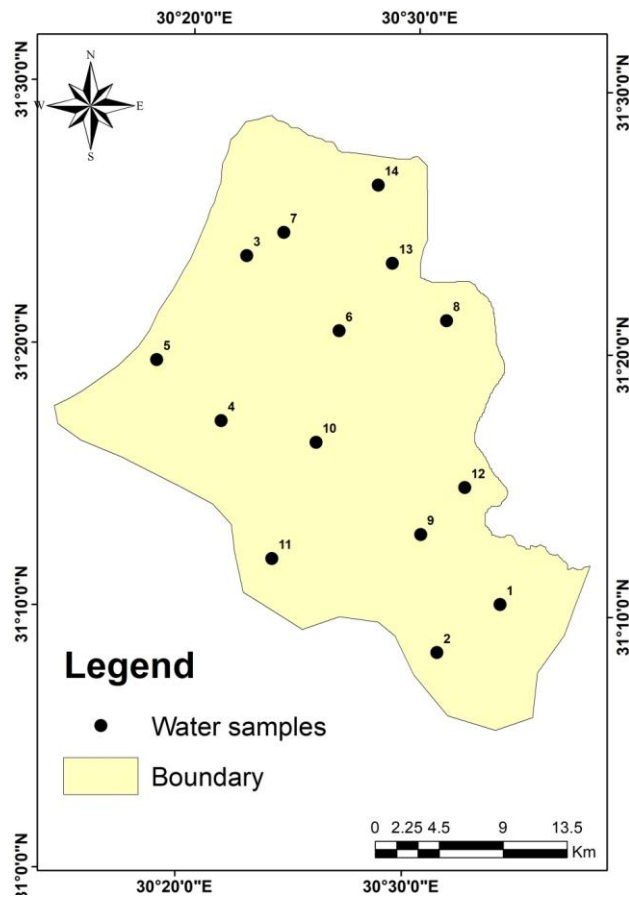 30°20'0"E 30°30'0"E
31°30'0"N
31°30'0"N
N
W E
S
14
7
3
13
8
6
31°20'0"N
31°20'0"N
5
4
10
12
9
11
31°10'0"N
31°10'0"N
1
2
Legend
Water samples
Boundary
0 2.25 4.5 9 13.5
Km
31°0'0"N
30°20'0"E 30°30'0"E